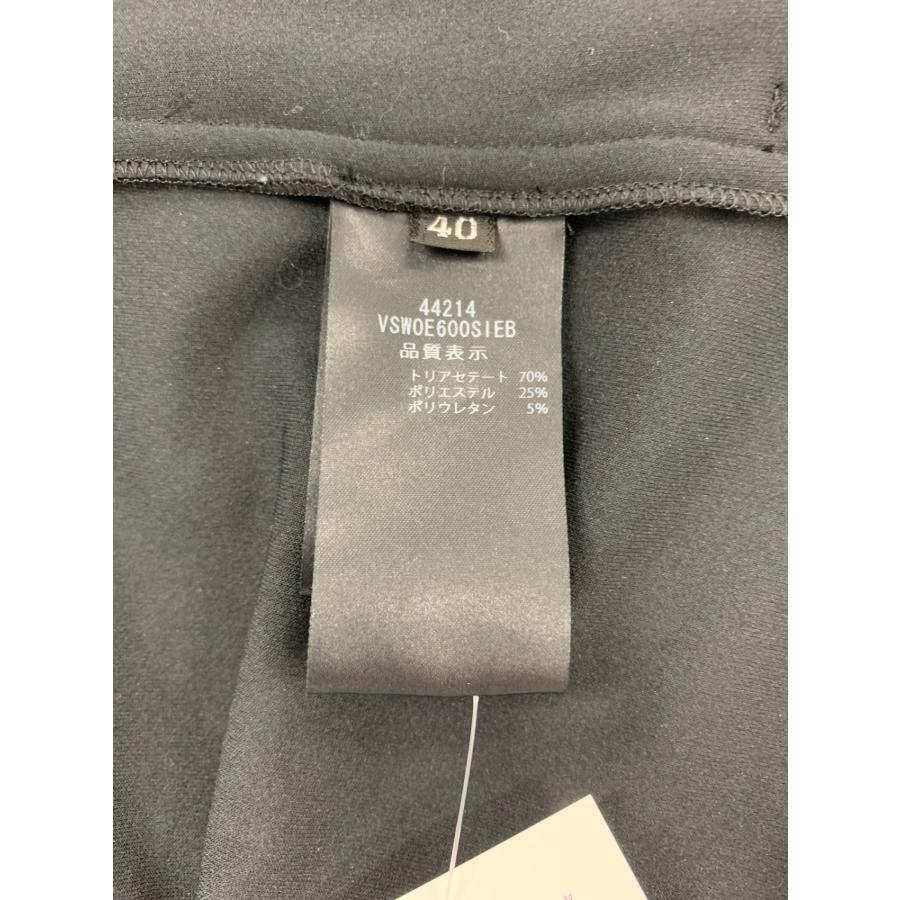 40
44214
VSWOE600SIEB
品質表示
トリアセテート 70%
ポリエステル 25%
ポリウレタン 5%